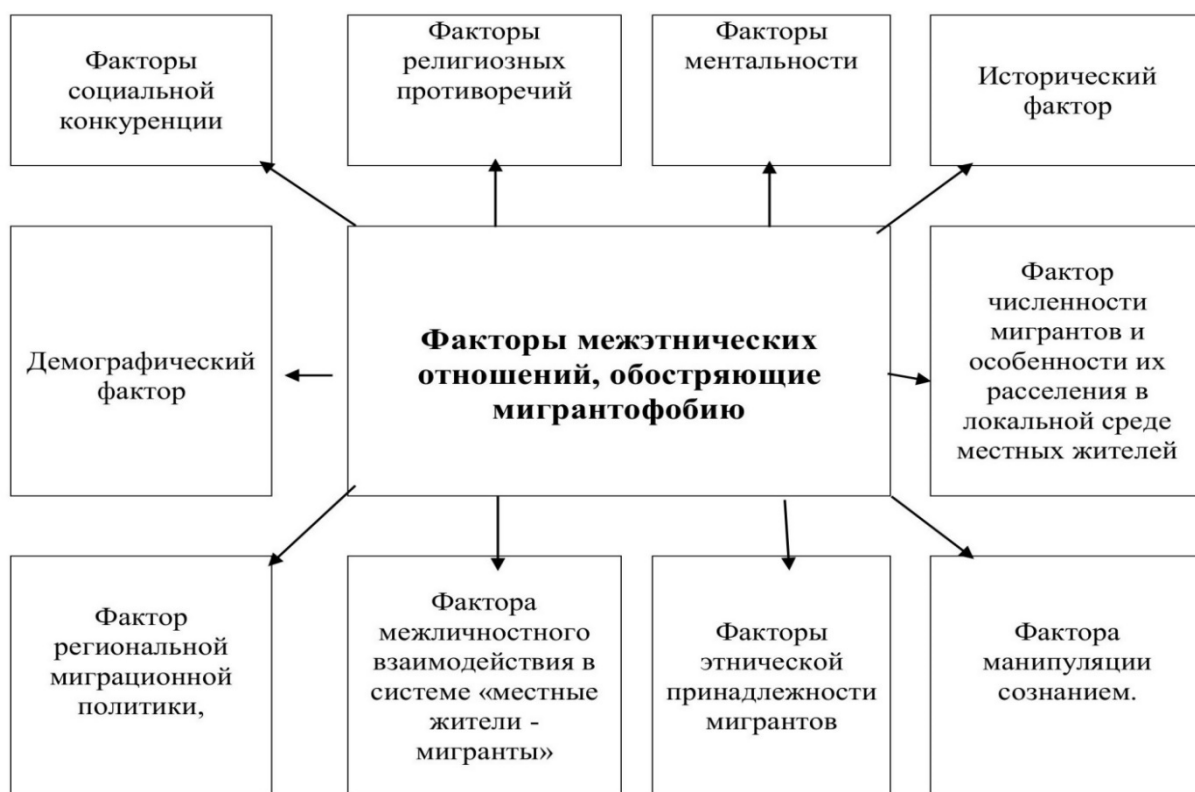 Факторы
социальной
конкуренции
Факторы
религиозных
противоречий
Факторы
ментальности
Исторический
фактор
Демографический
фактор
Факторы межэтнических
отношений, обостряющие
мигрантофобию
Фактор
численности
мигрантов и
особенности их
расселения в
локальной среде
местных жителей
Фактор
региональной
миграционной
политики,
Фактора
межличностного
взаимодействия в
системе «местные
жители -
мигранты»
Факторы
этнической
принадлежности
мигрантов
Фактора
манипуляции
сознанием.